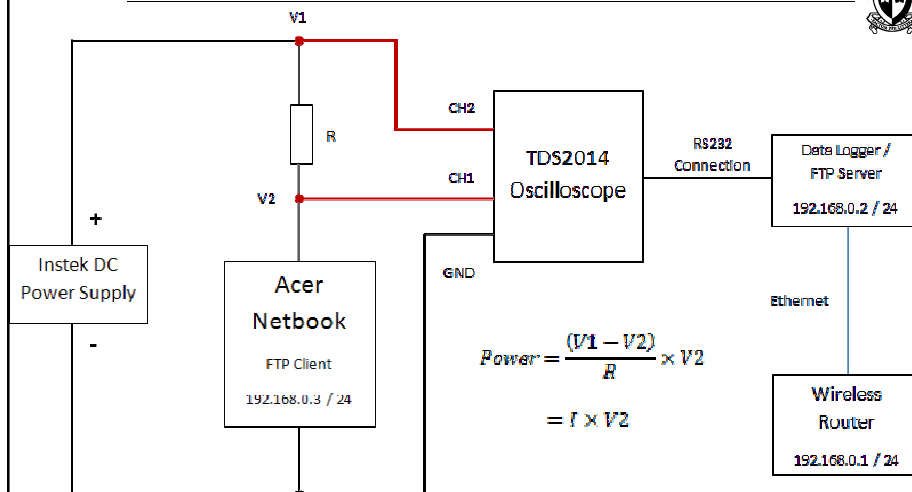 V1
CH2
R
TDS2014
Oscilloscope
RS232
Connection
Data Logger /
FTP Server
192.168.0.2 / 24
CH1
V2
+
Instek DC
Power Supply
-
Acer
Netbook
FTP Client
192.168.0.3 / 24
GND
Ethernet
Power = (V1 − V2) / R × V2
= I × V2
Wireless
Router
192.168.0.1 / 24